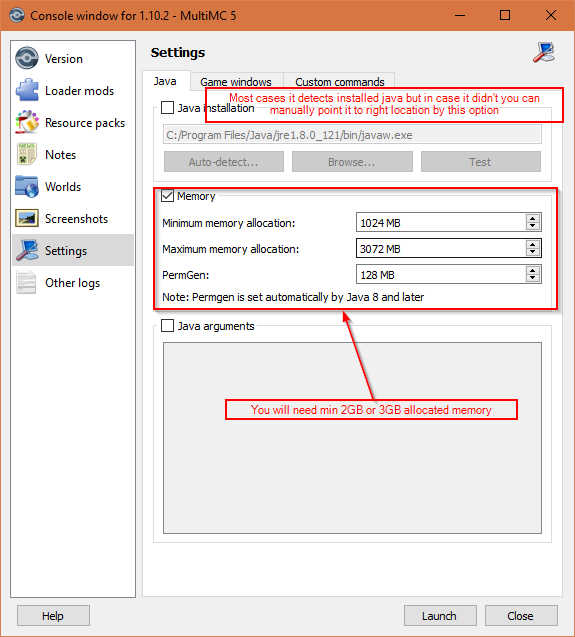 Console window for 1.10.2 - MultiMC 5
Version
Loader mods
Resource packs
Notes
Worlds
Screenshots
Settings
Other logs
Settings
Java
Game windows
Custom commands
Java installation
Most cases it detects installed java but in case it didn't you can
manually point it to right location by this option
C:/Program Files/Java/jre1.8.0_121/bin/javaw.exe
Auto-detect...
Browse...
Test
Memory
Minimum memory allocation:
1024 MB
Maximum memory allocation:
3072 MB
PermGen:
128 MB
Note: Permgen is set automatically by Java 8 and later
Java arguments
You will need min 2GB or 3GB allocated memory
Help
Launch
Close